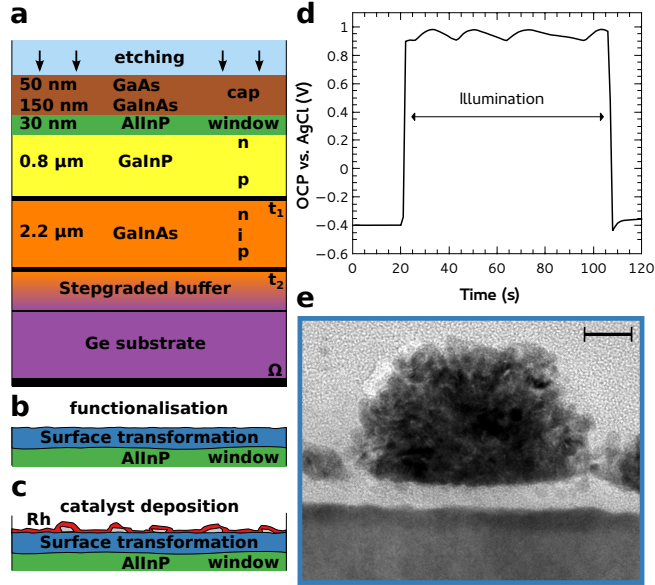 a
etching
50 nm GaAs
150 nm GaInAs
cap
30 nm AlInP window
n
0.8 µm GaInP
p
t1
n
2.2 µm GaInAs
i
p
t2
Stepgraded buffer
Ge substrate
Ω
b
functionalisation
Surface transformation
AlInP window
c
catalyst deposition
Rh
Surface transformation
AlInP window
d
OCP vs. AgCl (V)
1
0.8
0.6
0.4
0.2
0
−0.2
−0.4
−0.6
Illumination
0 20 40 60 80 100 120
Time (s)
e